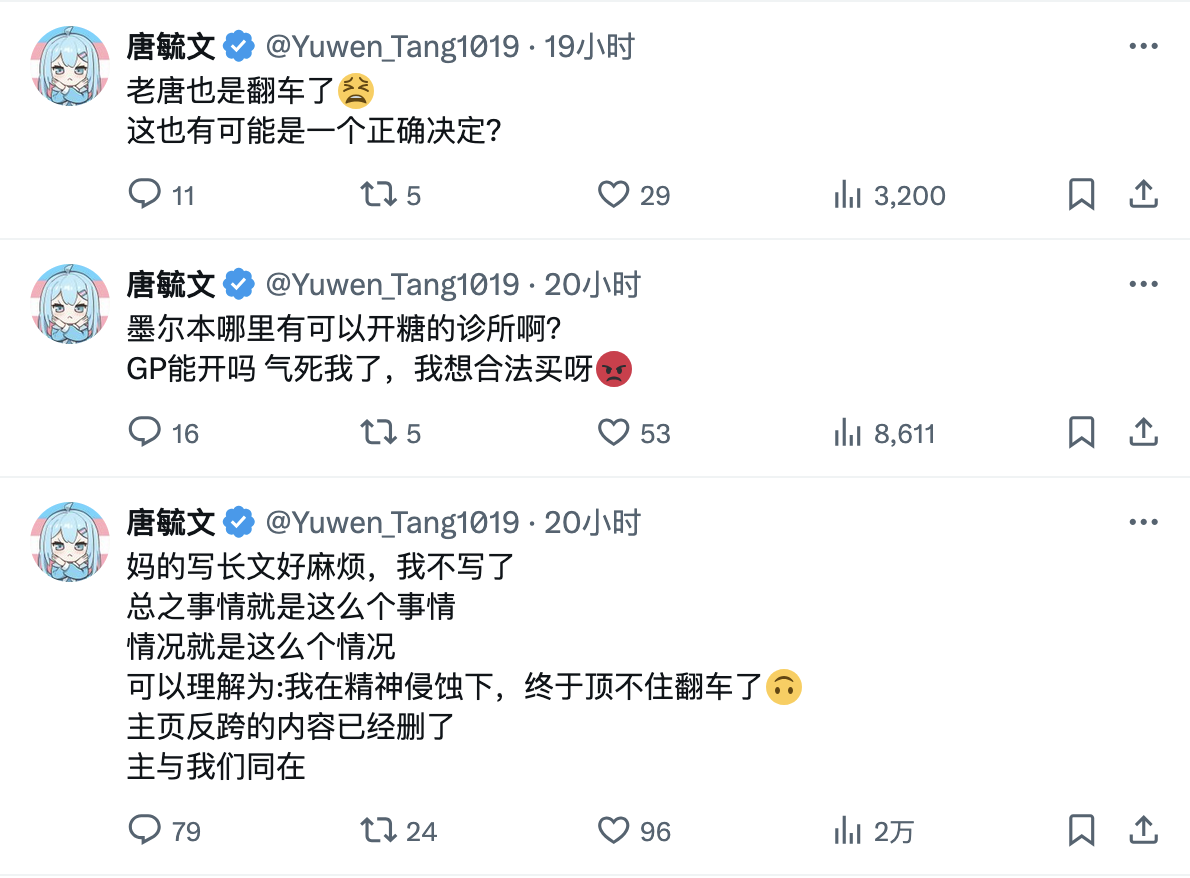 唐毓文 @Yuwen_Tang1019 · 19小时
老唐也是翻车了😫
这也有可能是一个正确决定?
11 5 29 3,200
唐毓文 @Yuwen_Tang1019 · 20小时
墨尔本哪里有可以开糖的诊所啊?
GP能开吗 气死我了，我想合法买呀😡
16 5 53 8,611
唐毓文 @Yuwen_Tang1019 · 20小时
妈的写长文好麻烦，我不写了
总之事情就是这么个事情
情况就是这么个情况
可以理解为:我在精神侵蚀下，终于顶不住翻车了🙃
主页反跨的内容已经删了
主与我们同在
79 24 96 2万